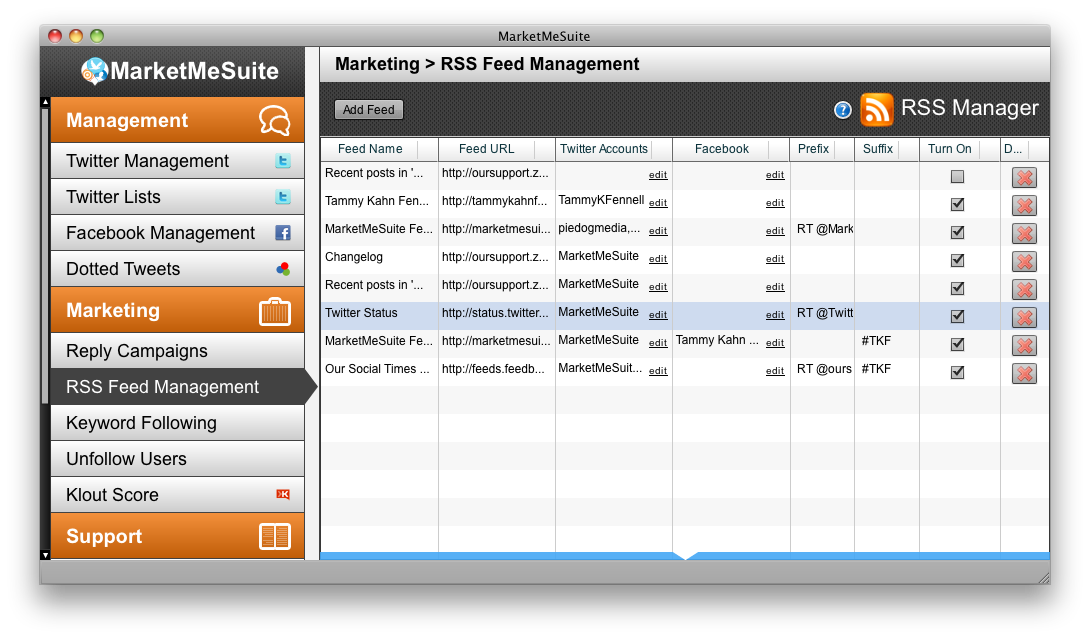 MarketMeSuite
MarketMeSuite
Management
Twitter Management
Twitter Lists
Facebook Management
Dotted Tweets
Marketing
Reply Campaigns
RSS Feed Management
Keyword Following
Unfollow Users
Klout Score
Support
Marketing > RSS Feed Management
Add Feed
? RSS Manager
Feed Name Feed URL Twitter Accounts Facebook Prefix Suffix Turn On D...
Recent posts in '... http://oursupport.z... edit edit
Tammy Kahn Fen... http://tammykahnf... TammyKFennell edit edit
MarketMeSuite Fe... http://marketmesui... piedogmedia,... edit edit RT @Mark
Changelog http://oursupport.z... MarketMeSuite edit edit
Recent posts in '... http://oursupport.z... MarketMeSuite edit edit
Twitter Status http://status.twitter... MarketMeSuite edit edit RT @Twitt
MarketMeSuite Fe... http://marketmesui... MarketMeSuite edit Tammy Kahn ... edit #TKF
Our Social Times ... http://feeds.feedb... MarketMeSuit... edit edit RT @ours #TKF